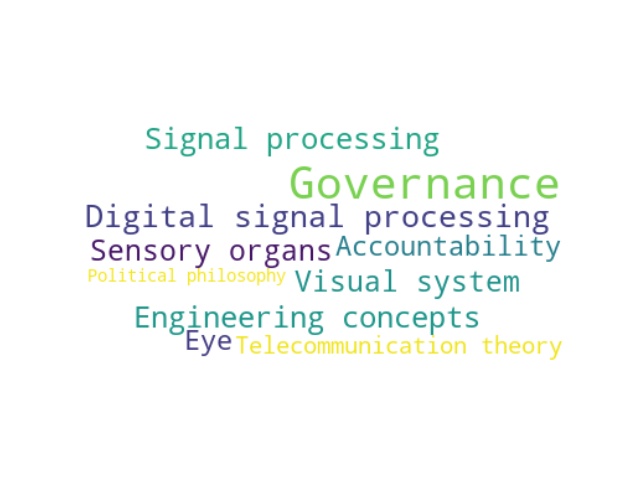 Signal processing
Governance
Digital signal processing
Sensory organs
Accountability
Political philosophy
Visual system
Engineering concepts
Eye
Telecommunication theory